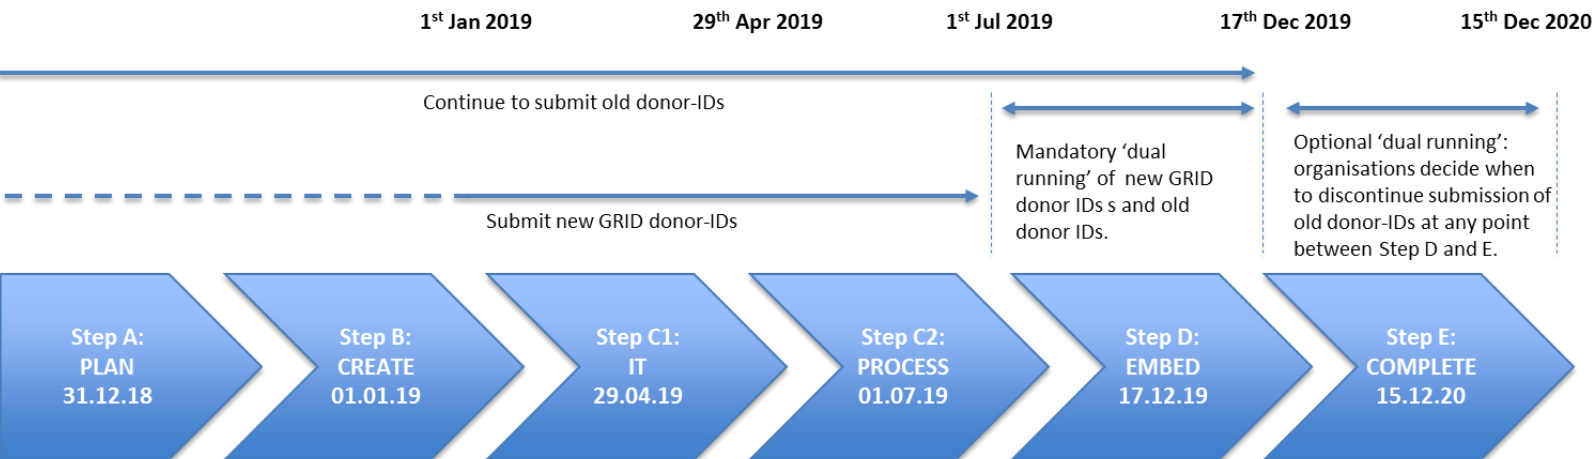 1st Jan 2019
29th Apr 2019
1st Jul 2019
17th Dec 2019
15th Dec 2020
Continue to submit old donor-IDs
Submit new GRID donor-IDs
Mandatory ‘dual
running’ of  new GRID
donor IDs s and old
donor IDs.
Optional ‘dual running’:
organisations decide when
to discontinue submission of
old donor-IDs at any point
between Step D and E.
Step A:
PLAN
31.12.18
Step B:
CREATE
01.01.19
Step C1:
IT
29.04.19
Step C2:
PROCESS
01.07.19
Step D:
EMBED
17.12.19
Step E:
COMPLETE
15.12.20